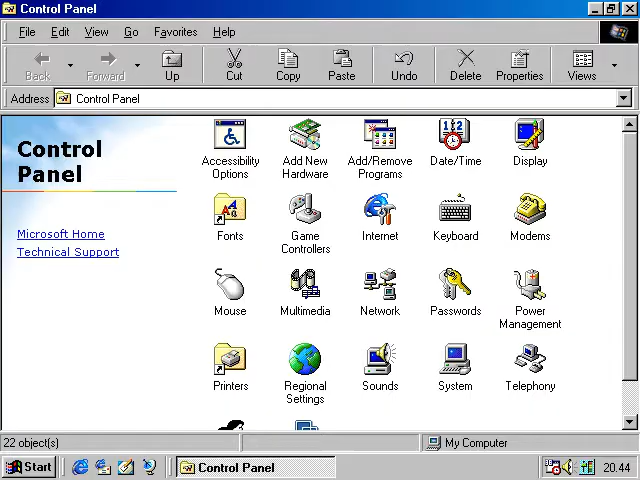 Control Panel
File Edit View Go Favorites Help
Back Forward Up Cut Copy Paste Undo Delete Properties Views
Address Control Panel
Control
Panel
Microsoft Home
Technical Support
Accessibility
Options
Add New
Hardware
Add/Remove
Programs
Date/Time
Display
Fonts
Game
Controllers
Internet
Keyboard
Modems
Mouse
Multimedia
Network
Passwords
Power
Management
Printers
Regional
Settings
Sounds
System
Telephony
22 object(s) My Computer
Start Control Panel 20.44